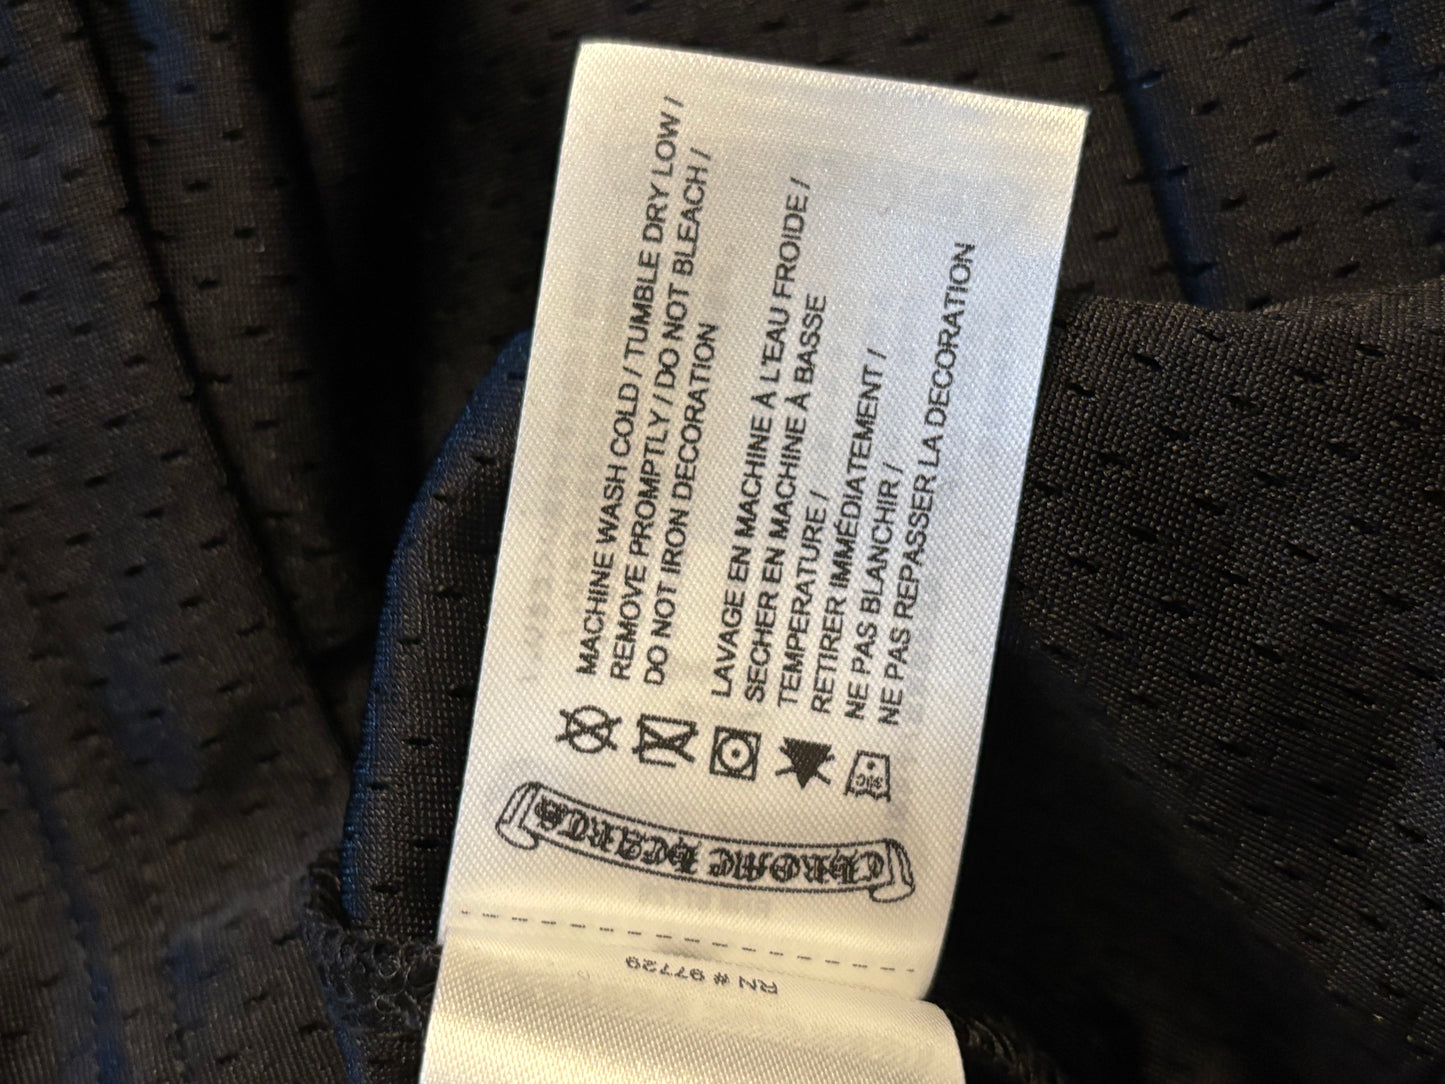 MACHINE WASH COLD / TUMBLE DRY LOW /
REMOVE PROMPTLY / DO NOT BLEACH /
DO NOT IRON DECORATION
LAVAGE EN MACHINE À L'EAU FROIDE /
SECHER EN MACHINE À BASSE
TEMPERATURE /
RETIRER IMMÉDIATEMENT /
NE PAS BLANCHIR /
NE PAS REPASSER LA DECORATION
CHROME HEARTS
# 97729